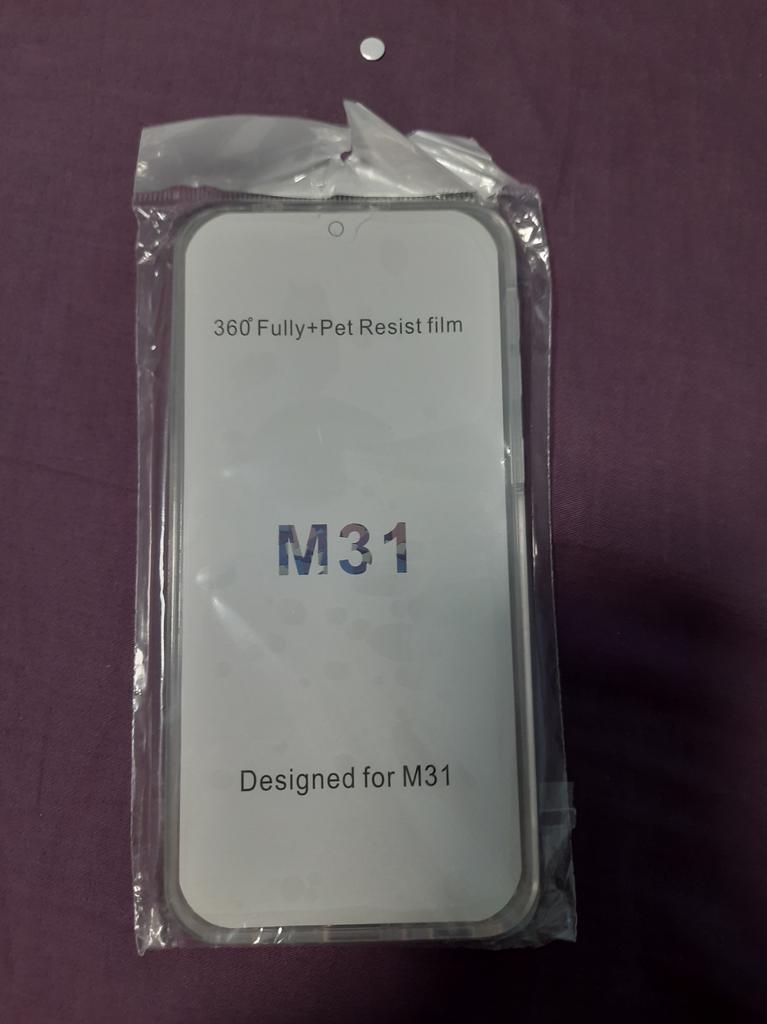 360° Fully+Pet Resist film
M31
Designed for M31